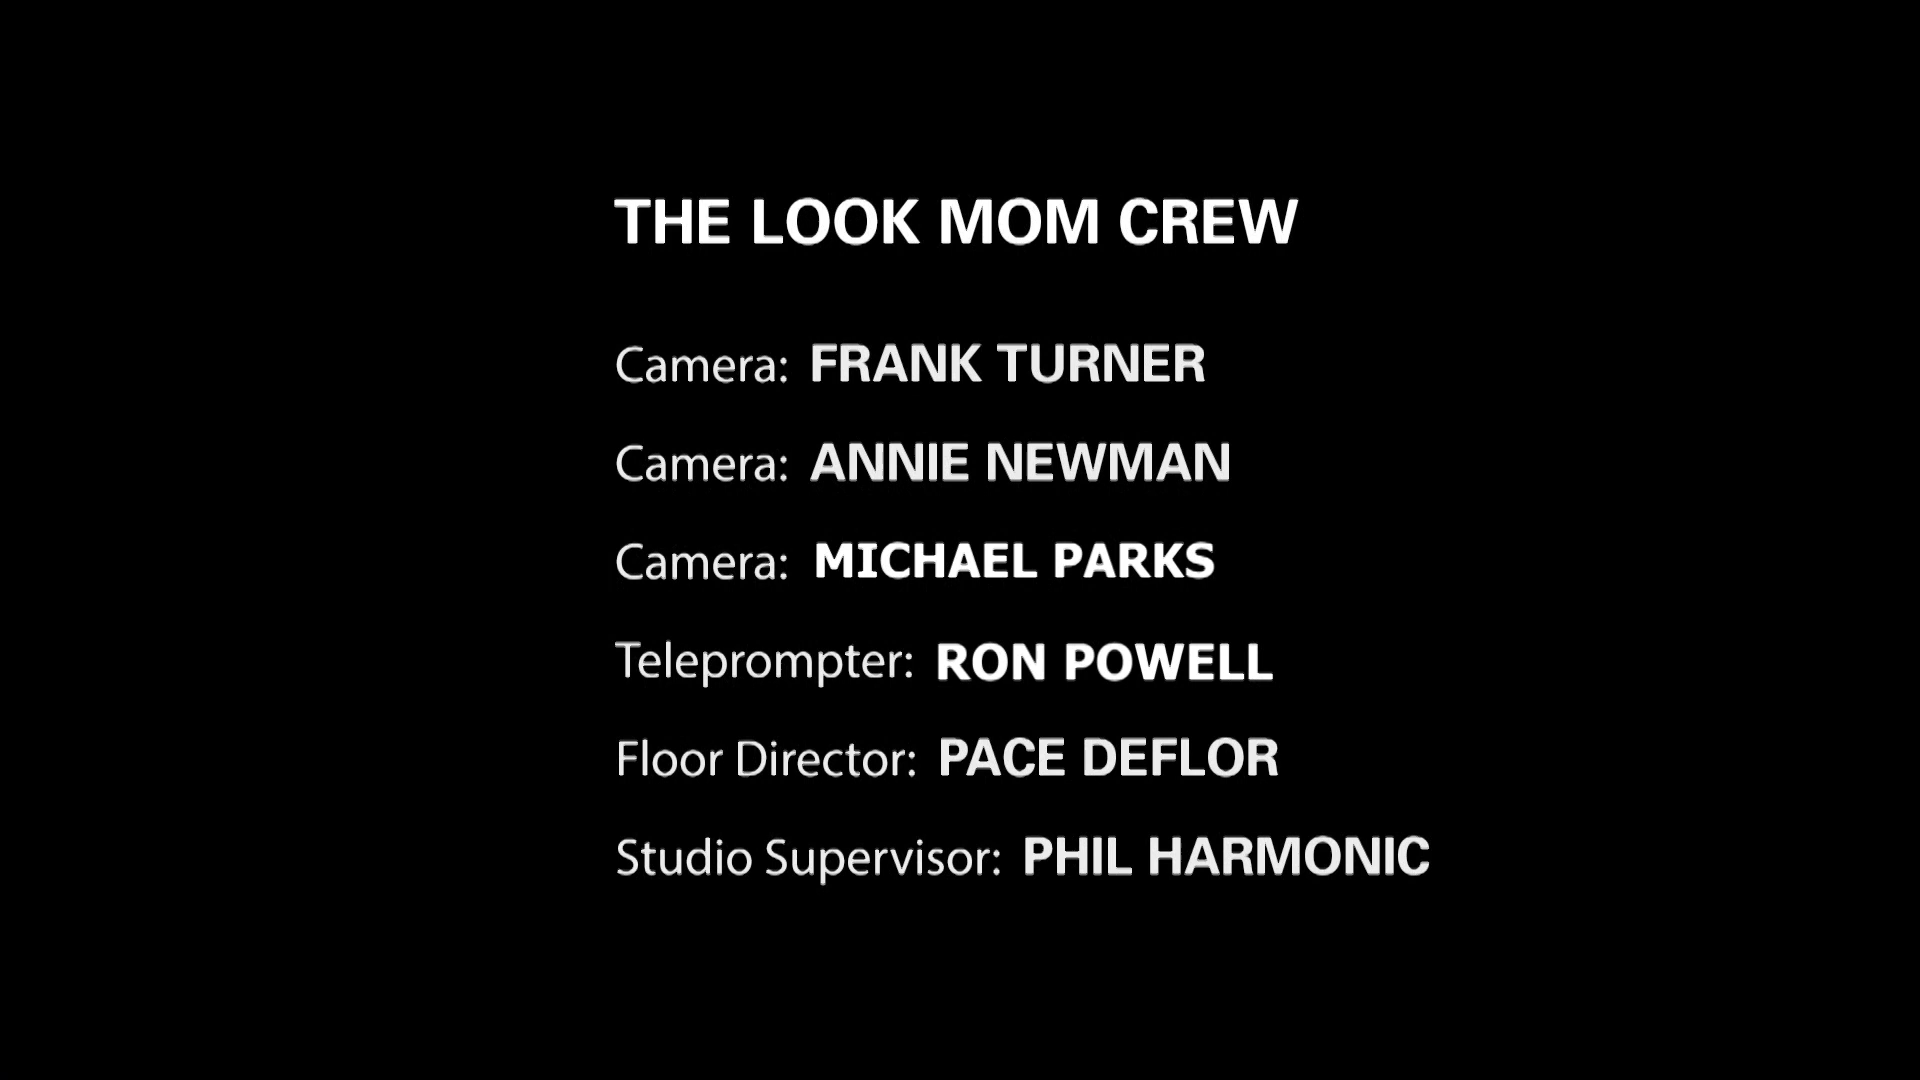 THE LOOK MOM CREW
Camera: FRANK TURNER
Camera: ANNIE NEWMAN
Camera: MICHAEL PARKS
Teleprompter: RON POWELL
Floor Director: PACE DEFLOR
Studio Supervisor: PHIL HARMONIC